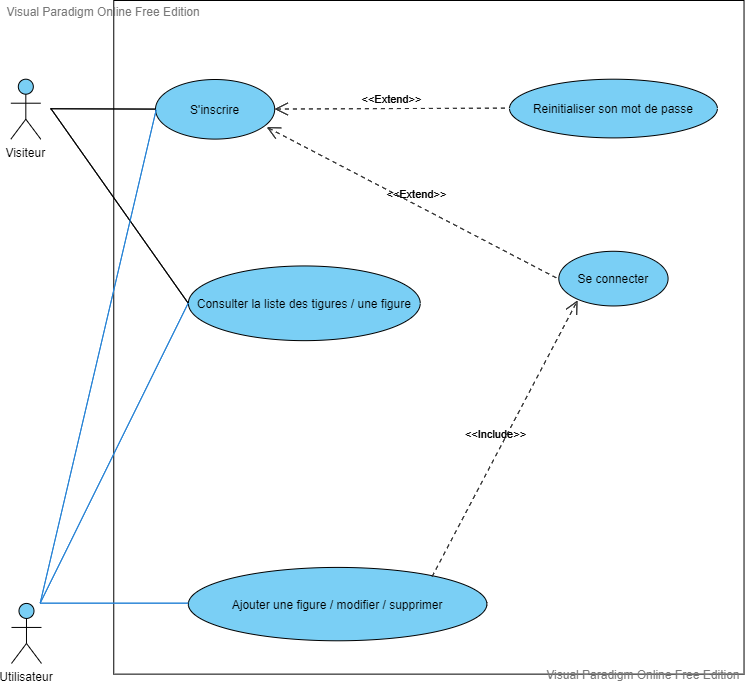 Visual Paradigm Online Free Edition
Visiteur
S'inscrire
<<Extend>>
Reinitialiser son mot de passe
<<Extend>>
Se connecter
Consulter la liste des tigures / une figure
<<Include>>
Ajouter une figure / modifier / supprimer
Utilisateur
Visual Paradigm Online Free Edition